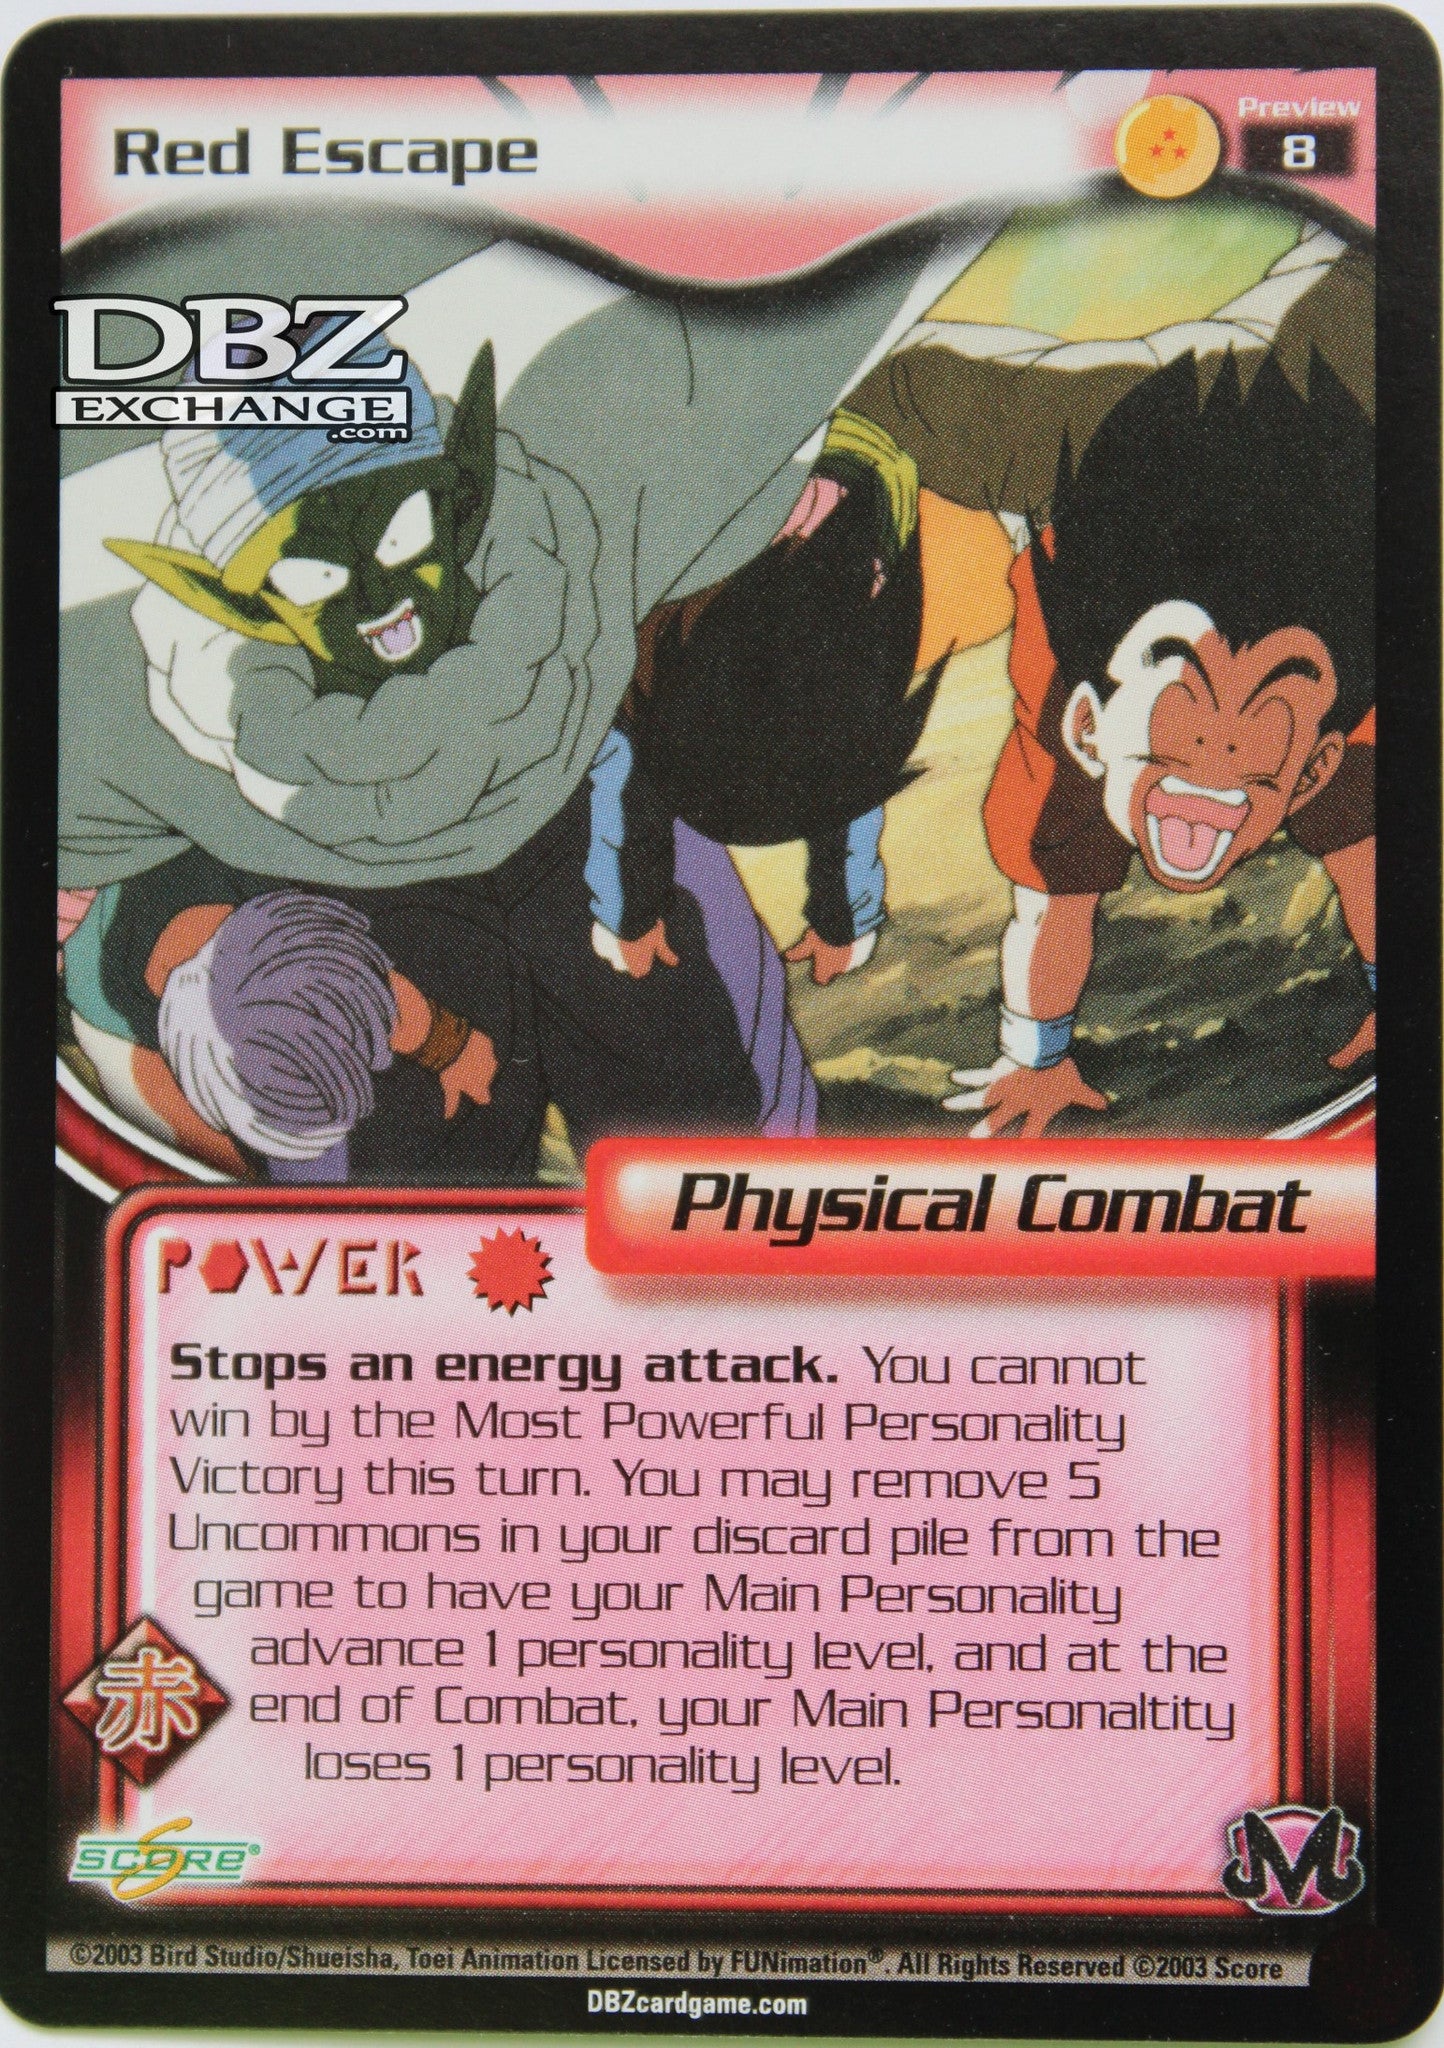 Preview
Red Escape
8
DBZ
EXCHANGE
.com
Physical Combat
POWER
Stops an energy attack. You cannot
win by the Most Powerful Personality
Victory this turn. You may remove 5
Uncommons in your discard pile from the
game to have your Main Personality
advance 1 personality level, and at the
end of Combat, your Main Personaltity
loses 1 personality level.
赤
SCORE®
M
©2003 Bird Studio/Shueisha, Toei Animation Licensed by FUNimation®. All Rights Reserved ©2003 Score
DBZcardgame.com